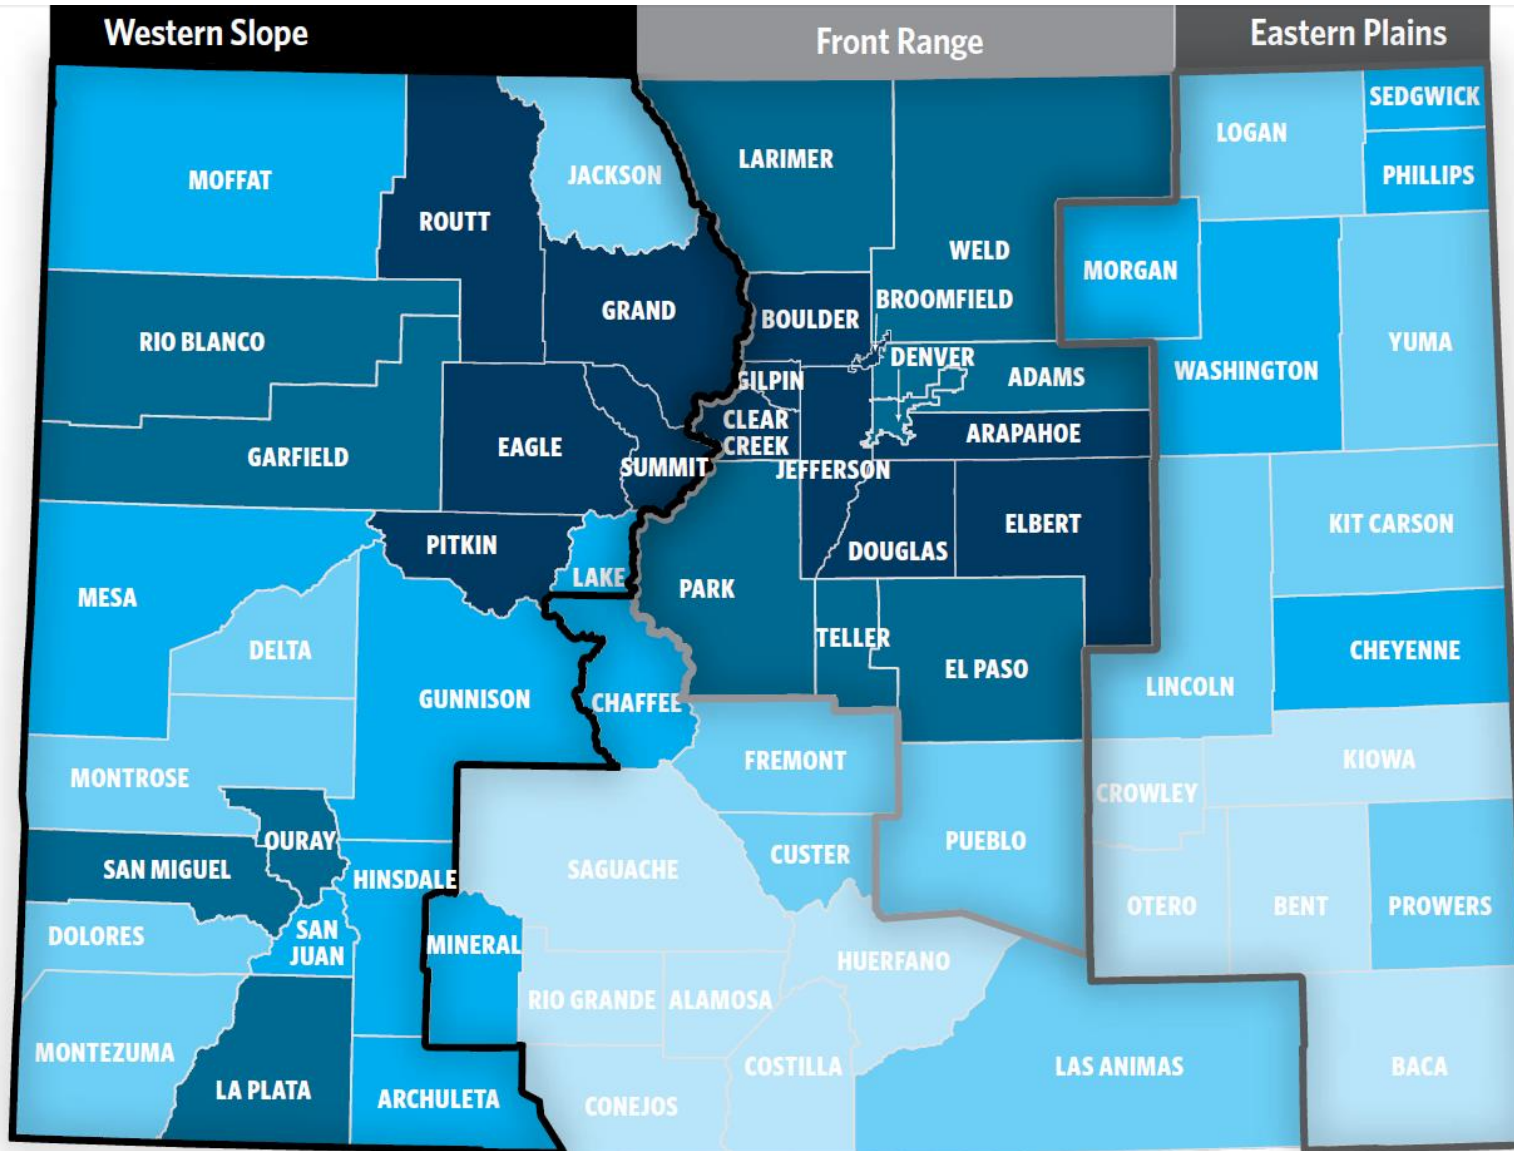 Western Slope
Front Range
Eastern Plains
SEDGWICK
LOGAN
LARIMER
JACKSON
PHILLIPS
MOFFAT
ROUTT
WELD
MORGAN
BROOMFIELD
GRAND
BOULDER
RIO BLANCO
YUMA
DENVER
WASHINGTON
GILPIN
ADAMS
CLEAR
CREEK
ARAPAHOE
EAGLE
GARFIELD
SUMMIT
JEFFERSON
ELBERT
KIT CARSON
PITKIN
DOUGLAS
LAKE
PARK
MESA
TELLER
DELTA
CHEYENNE
EL PASO
LINCOLN
GUNNISON
CHAFFEE
FREMONT
KIOWA
MONTROSE
CROWLEY
OURAY
PUEBLO
CUSTER
SAN MIGUEL
SAGUACHE
HINSDALE
OTERO
BENT
PROWERS
DOLORES
SAN
JUAN
MINERAL
HUERFANO
RIO GRANDE
ALAMOSA
MONTEZUMA
COSTILLA
LAS ANIMAS
BACA
LA PLATA
ARCHULETA
CONEJOS